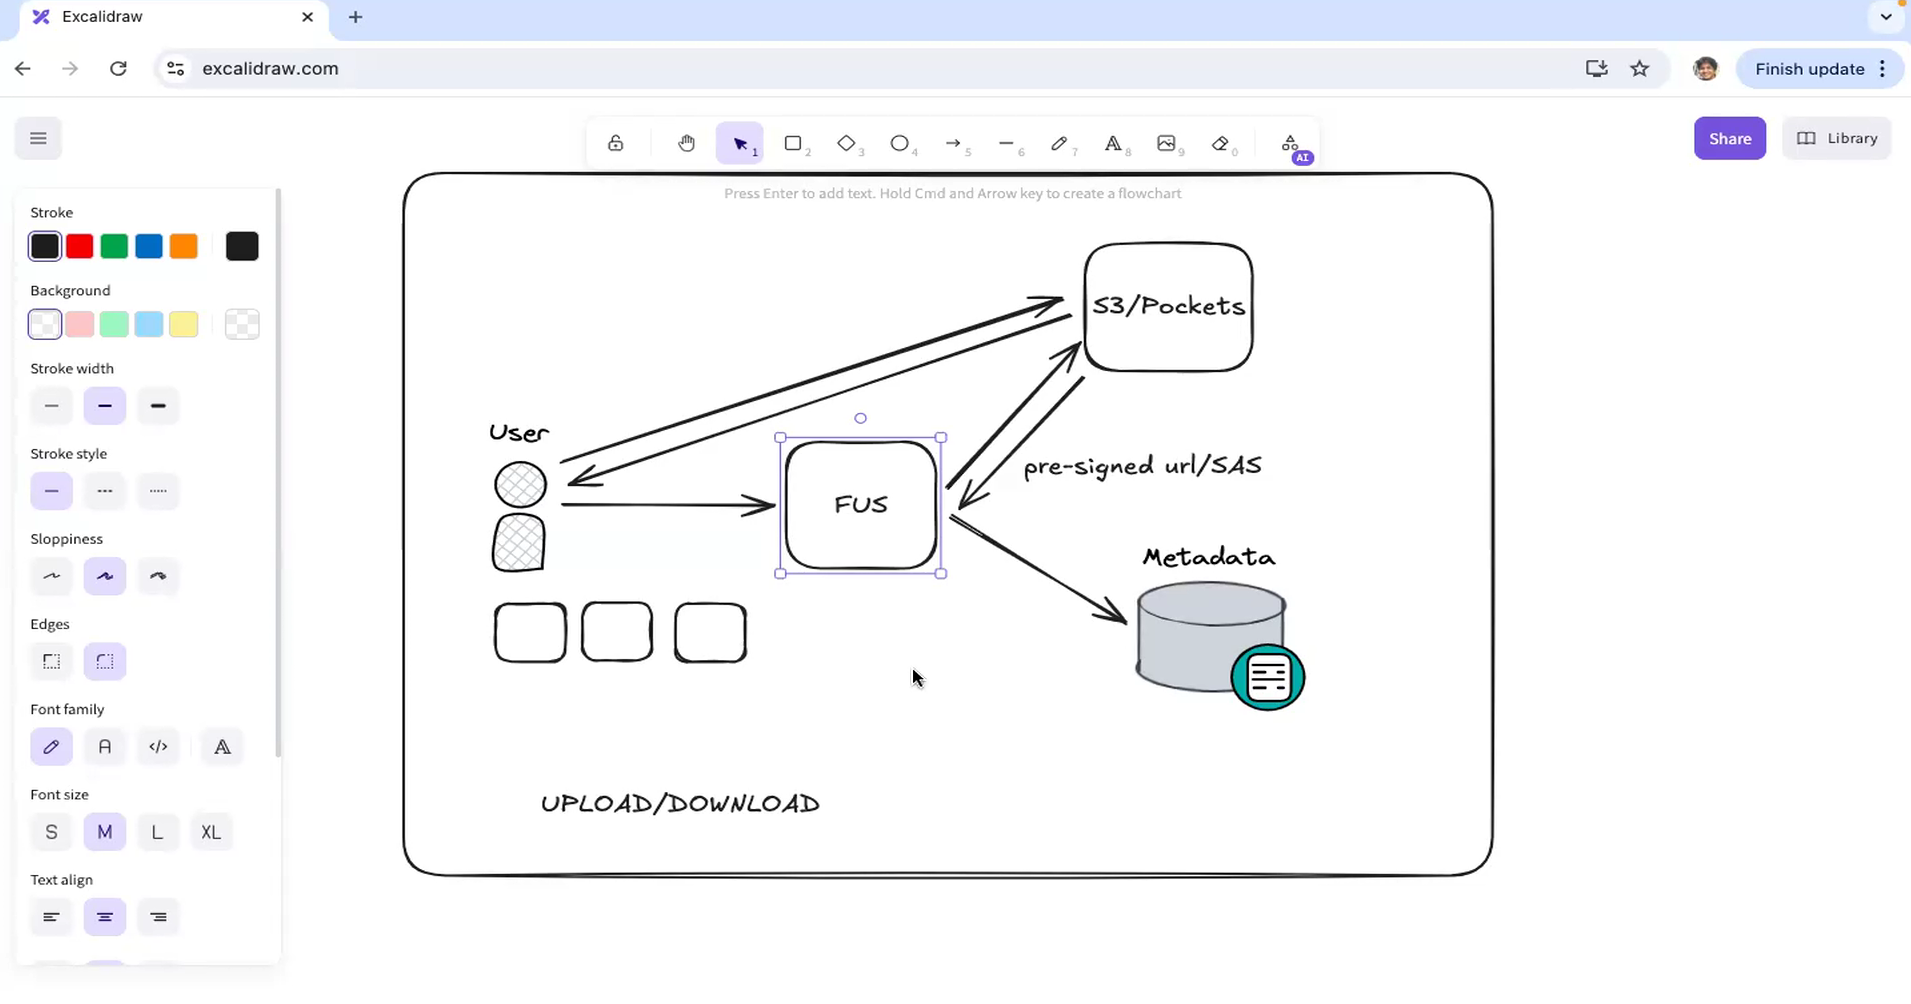 Excalidraw
excalidraw.com
Finish update
1
2
3
4
5
6
7
8
9
0
AI
Share
Library
Press Enter to add text. Hold Cmd and Arrow key to create a flowchart
Stroke
Background
Stroke width
Stroke style
Sloppiness
Edges
Font family
A
</>
A
Font size
S M L XL
Text align
S3/Pockets
User
FUS
pre-signed url/SAS
Metadata
UPLOAD/DOWNLOAD